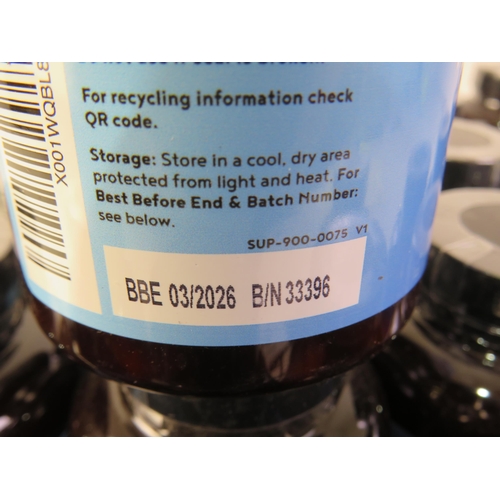 For recycling information check
QR code.
Storage: Store in a cool, dry area
protected from light and heat. For
Best Before End & Batch Number:
see below.
SUP-900-0075 V1
BBE 03/2026 B/N 33396
X001WQBL8